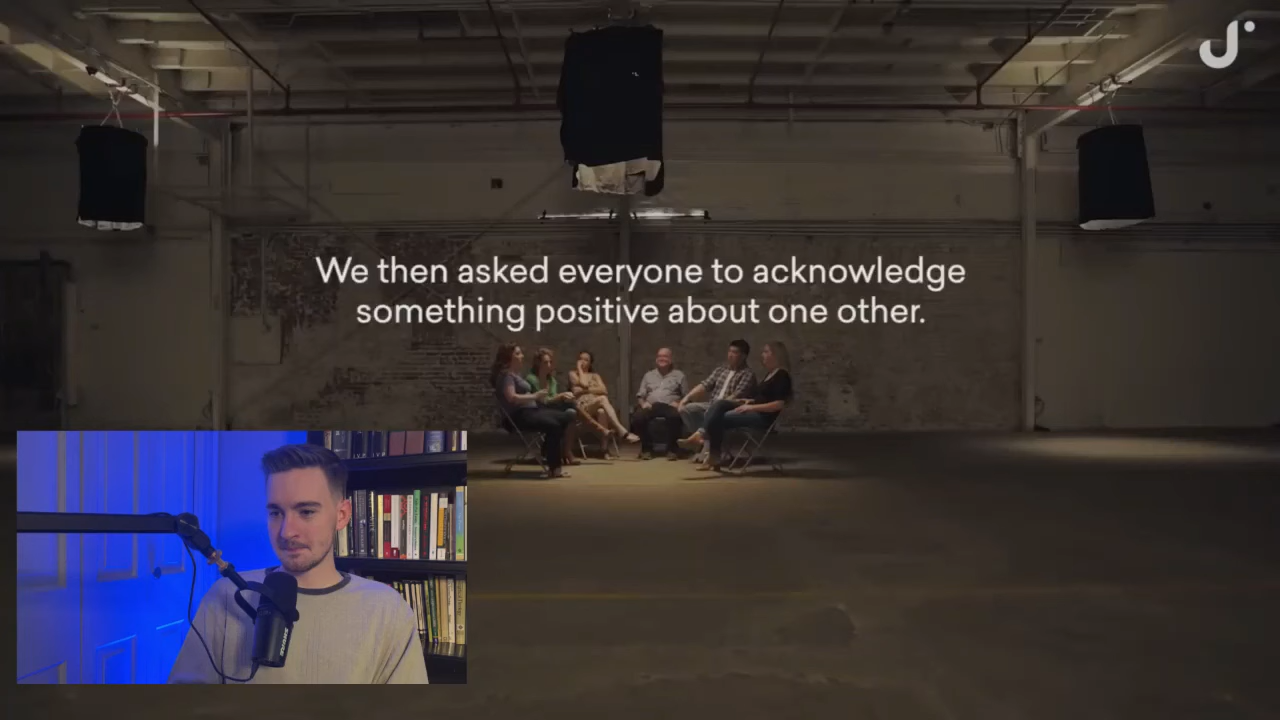 We then asked everyone to acknowledge
something positive about one other.